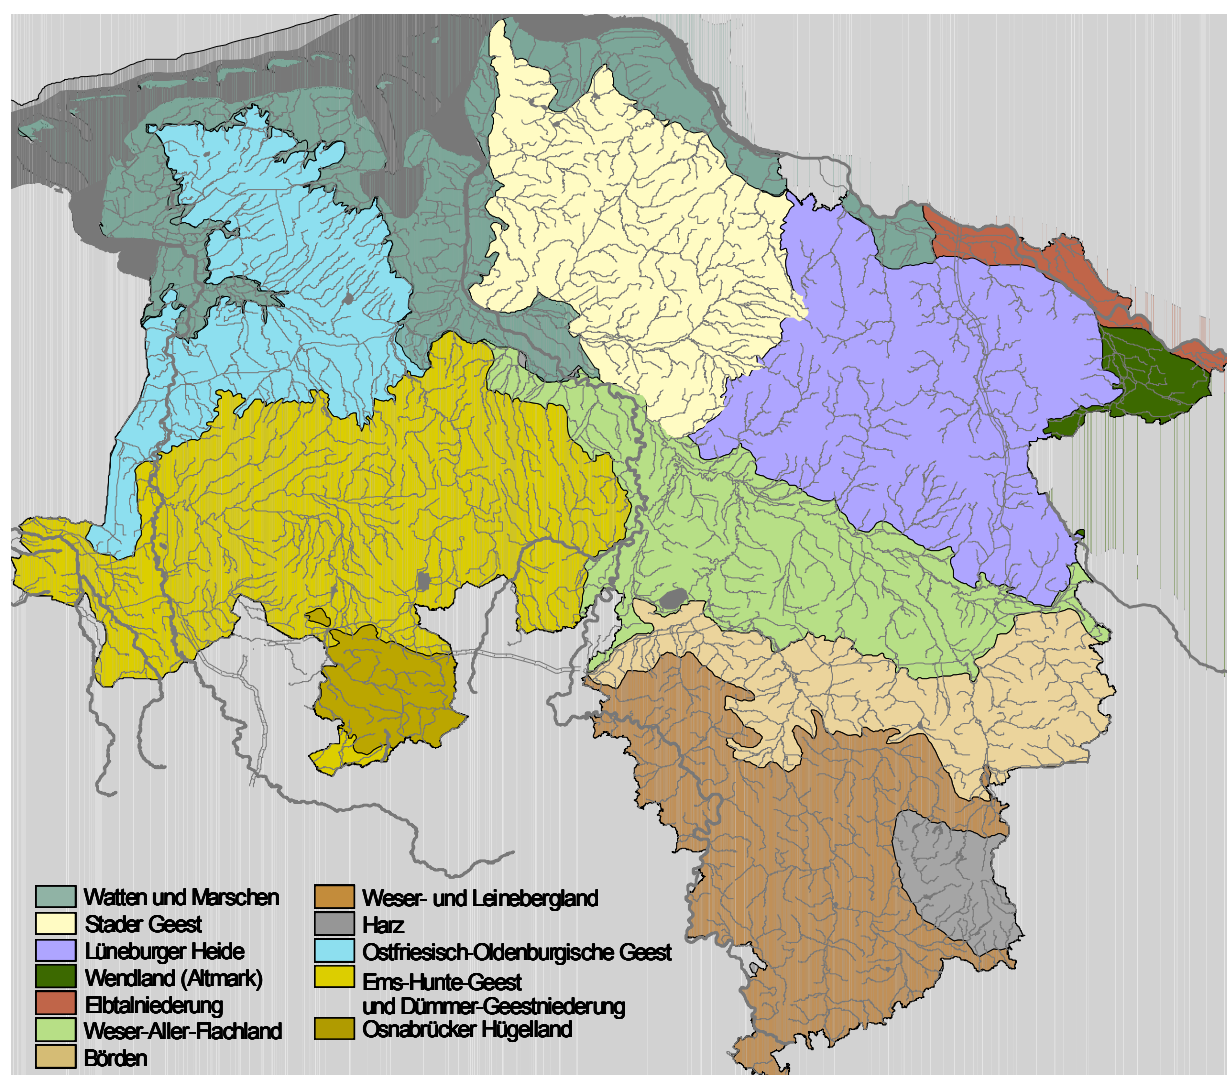 Watten und Marschen
Stader Geest
Lüneburger Heide
Wendland (Altmark)
Elbtalniederung
Weser-Aller-Flachland
Börden
Weser- und Leinebergland
Harz
Ostfriesisch-Oldenburgische Geest
Ems-Hunte-Geest
und Dümmer-Geestniederung
Osnabrücker Hügelland